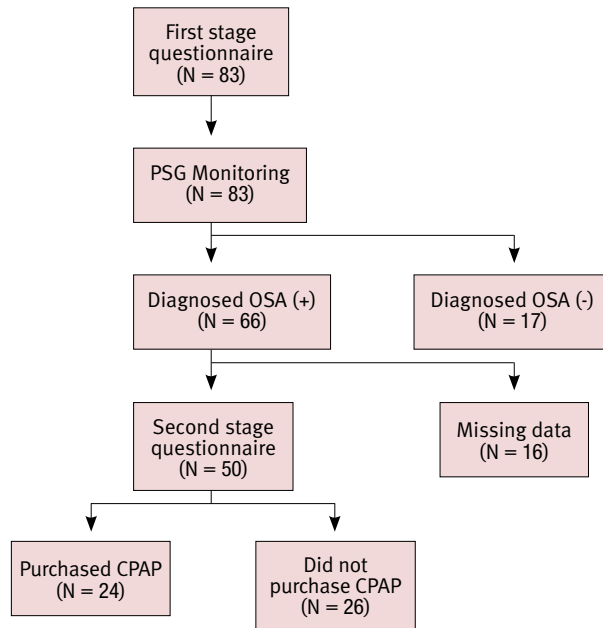 First stage
questionnaire
(N = 83)
PSG Monitoring
(N = 83)
Diagnosed OSA (+)
(N = 66)
Diagnosed OSA (-)
(N = 17)
Second stage
questionnaire
(N = 50)
Missing data
(N = 16)
Purchased CPAP
(N = 24)
Did not
purchase CPAP
(N = 26)